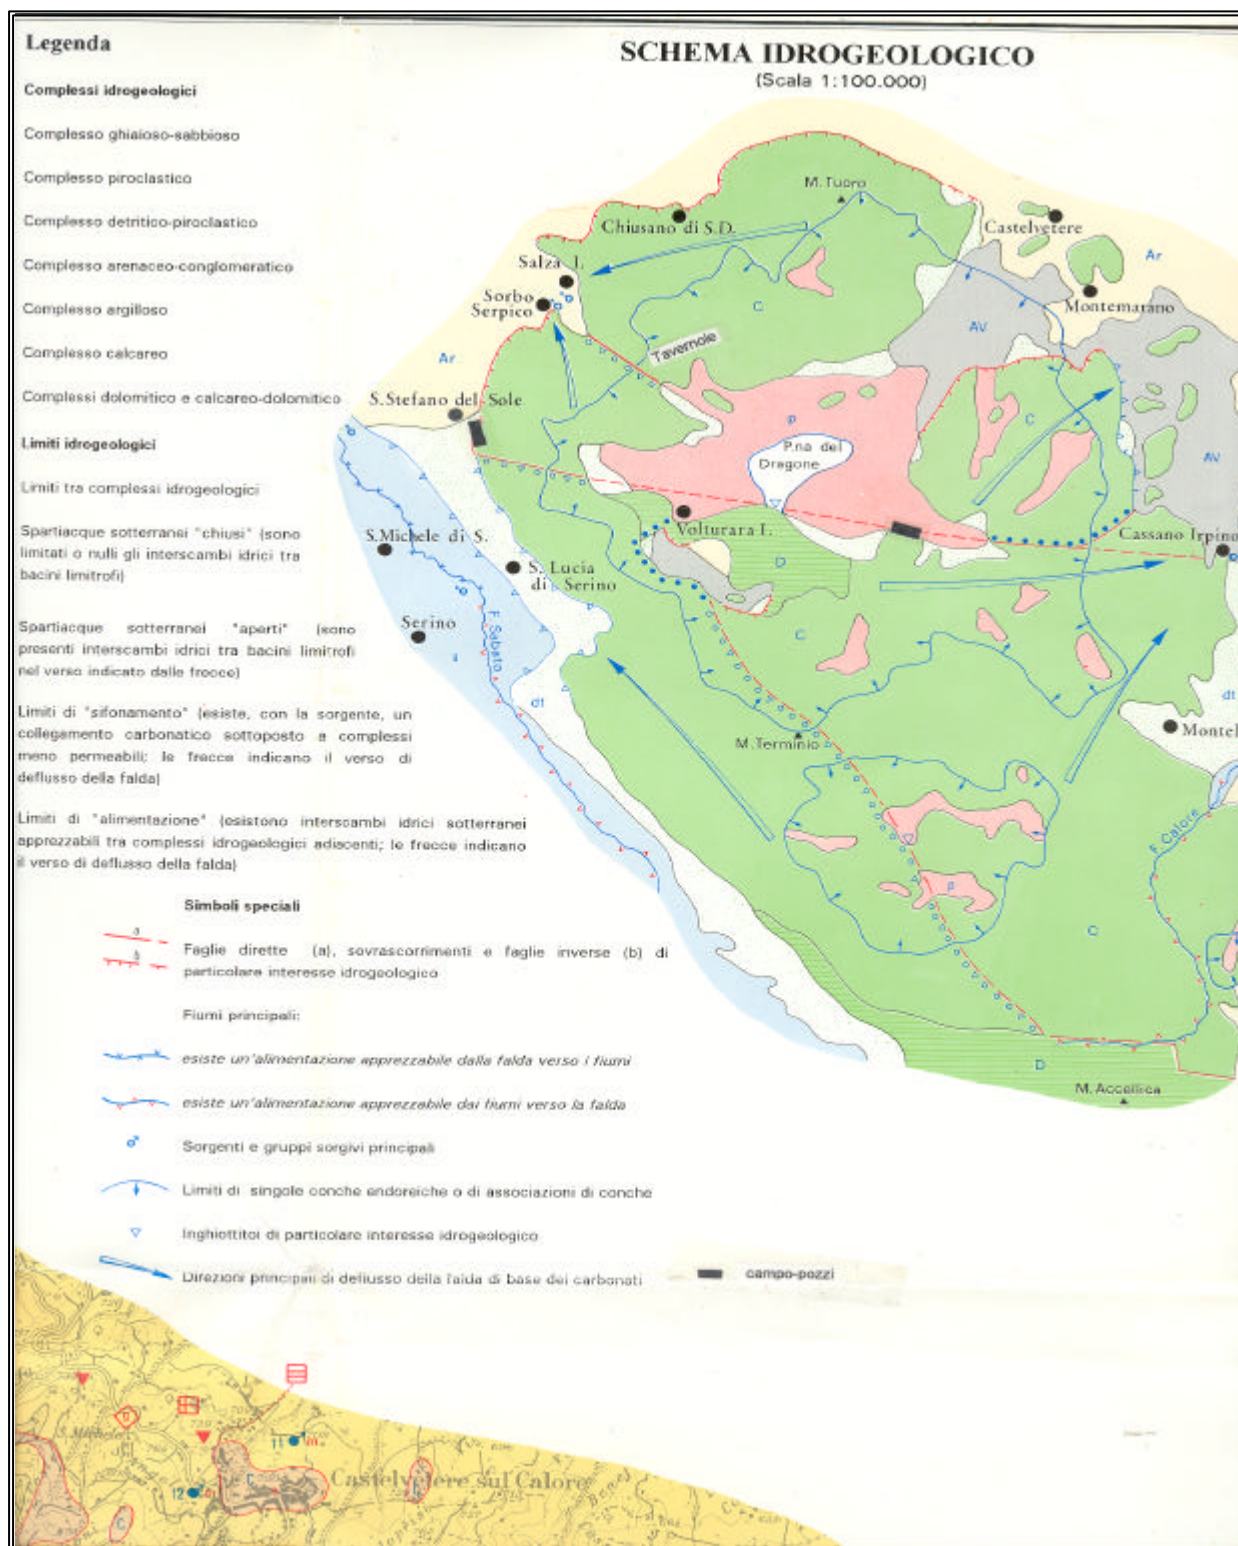 Legenda
SCHEMA IDROGEOLOGICO
(Scala 1:100.000)
Complessi idrogeologici
Complesso ghiaioso-sabbioso
Complesso piroclastico
Complesso detritico-piroclastico
Complesso arenaceo-conglomeratico
Complesso argilloso
Complesso calcareo
Complessi dolomitico e calcareo-dolomitico
Limiti idrogeologici
Limiti tra complessi idrogeologici
Spartiacque sotterranei "chiusi" (sono
limitati o nulli gli interscambi idrici tra
bacini limitrofi)
Spartiacque sotterranei "aperti" (sono
presenti interscambi idrici tra bacini limitrofi
nel verso indicato dalle frecce)
Limiti di "sifonamento" (esiste, con la sorgente, un
collegamento carbonatico sottoposto a complessi
meno permeabili; le frecce indicano il verso di
deflusso della falda)
Limiti di "alimentazione" (esistono interscambi idrici sotterranei
apprezzabili tra complessi idrogeologici adiacenti; le frecce indicano
il verso di deflusso della falda)
Simboli speciali
a
b
Faglie dirette (a), sovrascorrimenti e faglie inverse (b) di
particolare interesse idrogeologico
Fiumi principali:
esiste un'alimentazione apprezzabile dalla falda verso i fiumi
esiste un'alimentazione apprezzabile dai fiumi verso la falda
Sorgenti e gruppi sorgivi principali
Limiti di singole conche endoreiche o di associazioni di conche
Inghiottitoi di particolare interesse idrogeologico
Direzioni principali di deflusso della falda di base dei carbonati
campo-pozzi
M. Tuoro
Chiusano di S.D.
Castelvetere
Ar
Salza I.
Sorbo
Serpico
Montemarano
C
AV
Tavernole
Ar
S. Stefano del Sole
P
C
P.na del
Dragone
AV
Volturara I.
S. Michele di S.
Cassano Irpino
S. Lucia
di Serino
D
Serino
F. Sabato
C
dt
dt
M. Terminio
Montel
F. Calore
P
C
D
M. Accellica
S. Michele
11
12
C
C
Castelvetere sul Calore